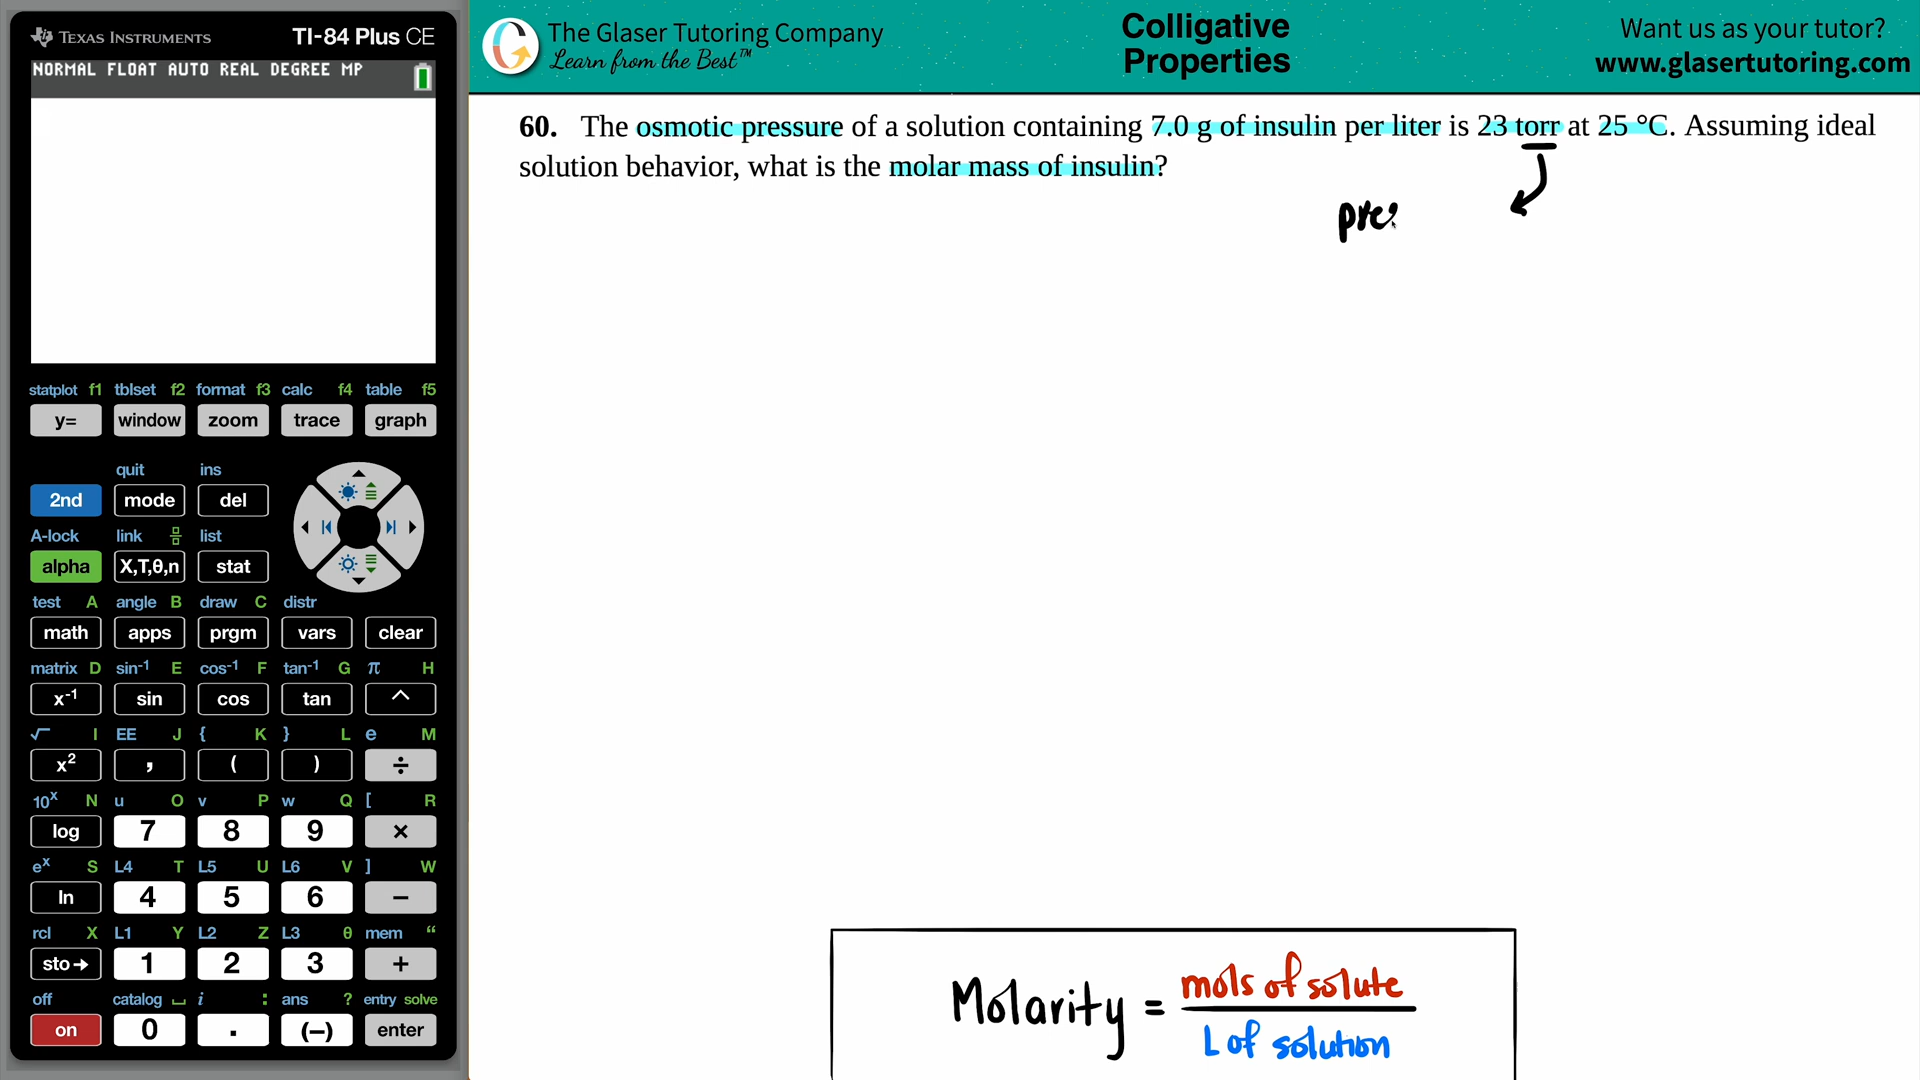 TEXAS INSTRUMENTS TI-84 Plus CE
NORMAL FLOAT AUTO REAL DEGREE MP
statplot f1 tblset f2 format f3 calc f4 table f5
y= window zoom trace graph
quit ins
2nd mode del
A-lock link list
alpha X,T,θ,n stat
test A angle B draw C distr
math apps prgm vars clear
matrix D sin⁻¹ E cos⁻¹ F tan⁻¹ G π H
x⁻¹ sin cos tan ^
√ I EE J { K } L e M
x² , ( ) ÷
10ˣ N u O v P w Q [ R
log 7 8 9 ×
eˣ S L4 T L5 U L6 V ] W
ln 4 5 6 −
rcl X L1 Y L2 Z L3 θ mem “
sto→ 1 2 3 +
off catalog ⎵ i : ans ? entry solve
on 0 . (−) enter
The Glaser Tutoring Company
Learn from the Best™
Colligative
Properties
Want us as your tutor?
www.glasertutoring.com
60. The osmotic pressure of a solution containing 7.0 g of insulin per liter is 23 torr at 25 °C. Assuming ideal
solution behavior, what is the molar mass of insulin?
Molarity = mols of solute
L of solution